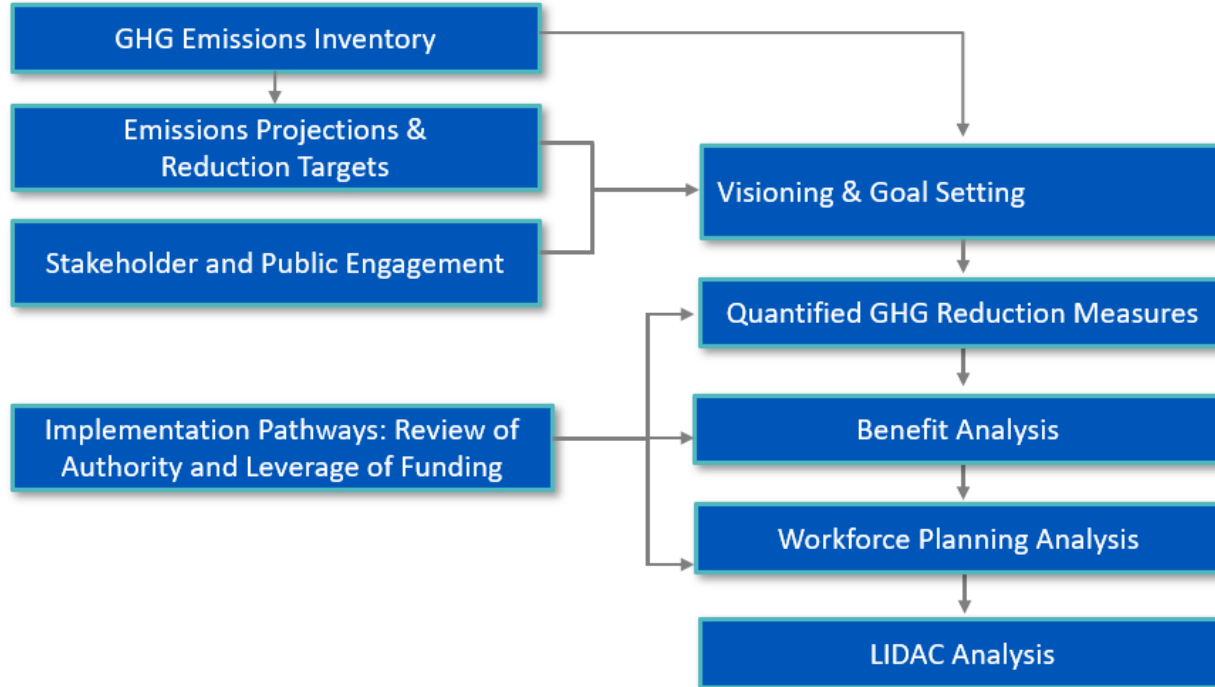 GHG Emissions Inventory
Emissions Projections &
Reduction Targets
Stakeholder and Public Engagement
Implementation Pathways: Review of
Authority and Leverage of Funding
Visioning & Goal Setting
Quantified GHG Reduction Measures
Benefit Analysis
Workforce Planning Analysis
LIDAC Analysis